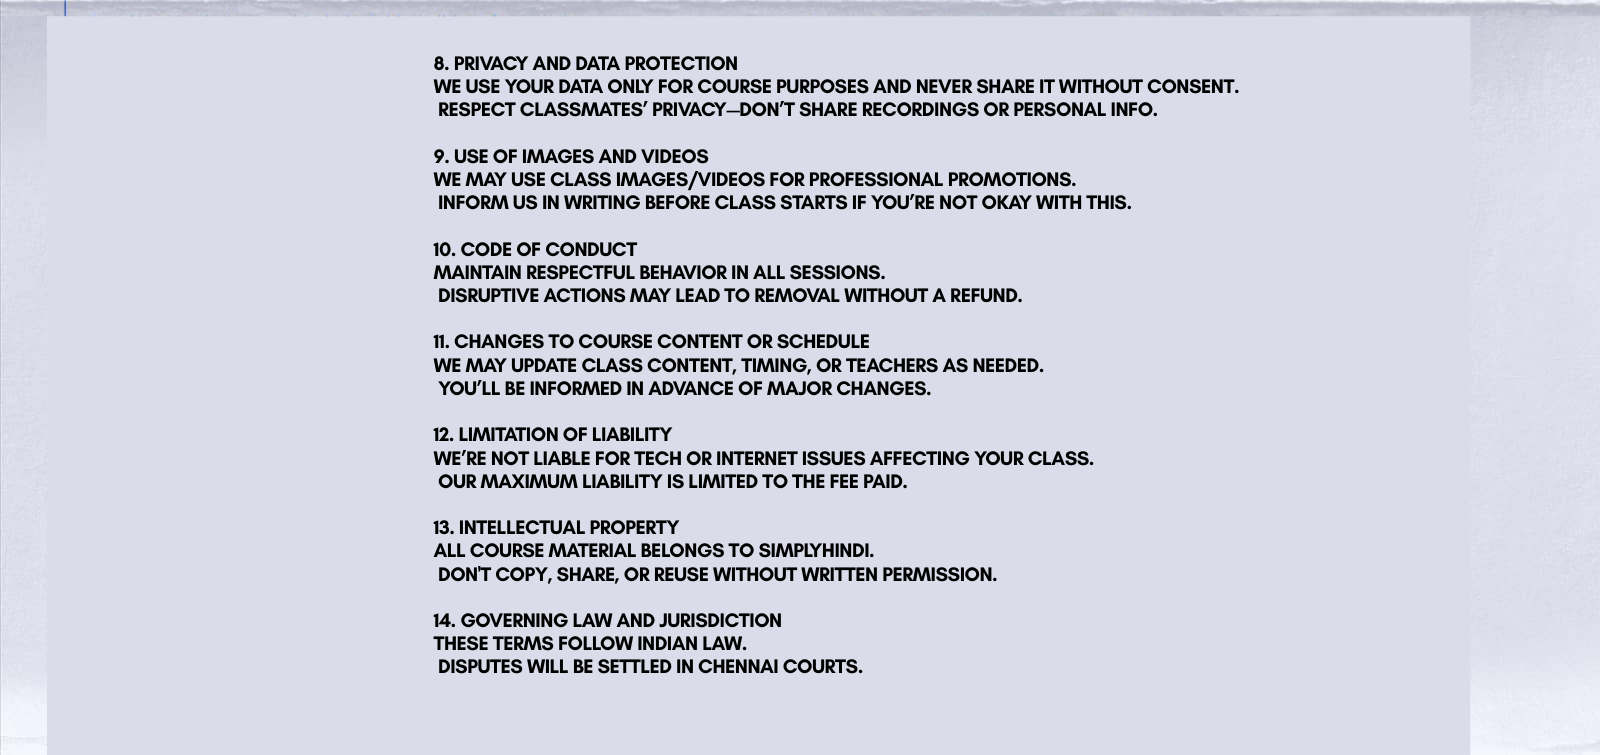 8. PRIVACY AND DATA PROTECTION
WE USE YOUR DATA ONLY FOR COURSE PURPOSES AND NEVER SHARE IT WITHOUT CONSENT.
RESPECT CLASSMATES’ PRIVACY—DON’T SHARE RECORDINGS OR PERSONAL INFO.
9. USE OF IMAGES AND VIDEOS
WE MAY USE CLASS IMAGES/VIDEOS FOR PROFESSIONAL PROMOTIONS.
INFORM US IN WRITING BEFORE CLASS STARTS IF YOU’RE NOT OKAY WITH THIS.
10. CODE OF CONDUCT
MAINTAIN RESPECTFUL BEHAVIOR IN ALL SESSIONS.
DISRUPTIVE ACTIONS MAY LEAD TO REMOVAL WITHOUT A REFUND.
11. CHANGES TO COURSE CONTENT OR SCHEDULE
WE MAY UPDATE CLASS CONTENT, TIMING, OR TEACHERS AS NEEDED.
YOU’LL BE INFORMED IN ADVANCE OF MAJOR CHANGES.
12. LIMITATION OF LIABILITY
WE’RE NOT LIABLE FOR TECH OR INTERNET ISSUES AFFECTING YOUR CLASS.
OUR MAXIMUM LIABILITY IS LIMITED TO THE FEE PAID.
13. INTELLECTUAL PROPERTY
ALL COURSE MATERIAL BELONGS TO SIMPLYHINDI.
DON'T COPY, SHARE, OR REUSE WITHOUT WRITTEN PERMISSION.
14. GOVERNING LAW AND JURISDICTION
THESE TERMS FOLLOW INDIAN LAW.
DISPUTES WILL BE SETTLED IN CHENNAI COURTS.